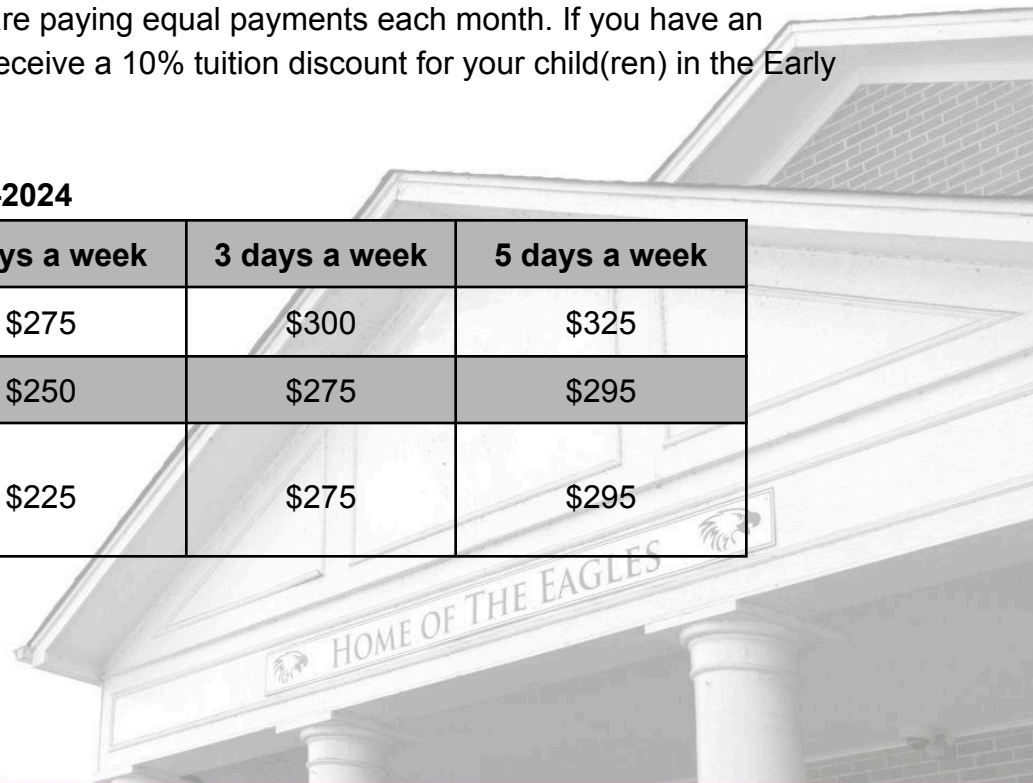 are paying equal payments each month. If you have an
eceive a 10% tuition discount for your child(ren) in the Early
-2024
ys a week 3 days a week 5 days a week
$275 $300 $325
$250 $275 $295
$225 $275 $295
HOME OF THE EAGLES